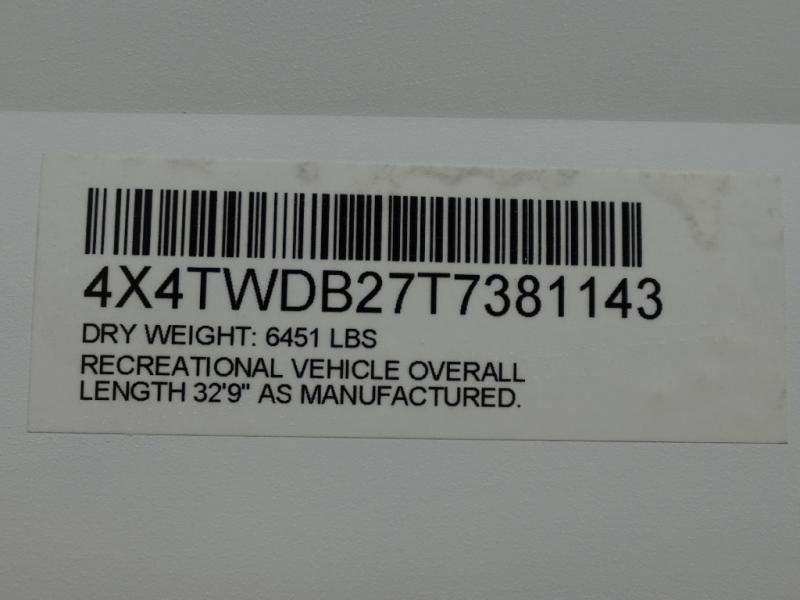 4X4TWDB27T7381143
DRY WEIGHT: 6451 LBS
RECREATIONAL VEHICLE OVERALL
LENGTH 32'9" AS MANUFACTURED.